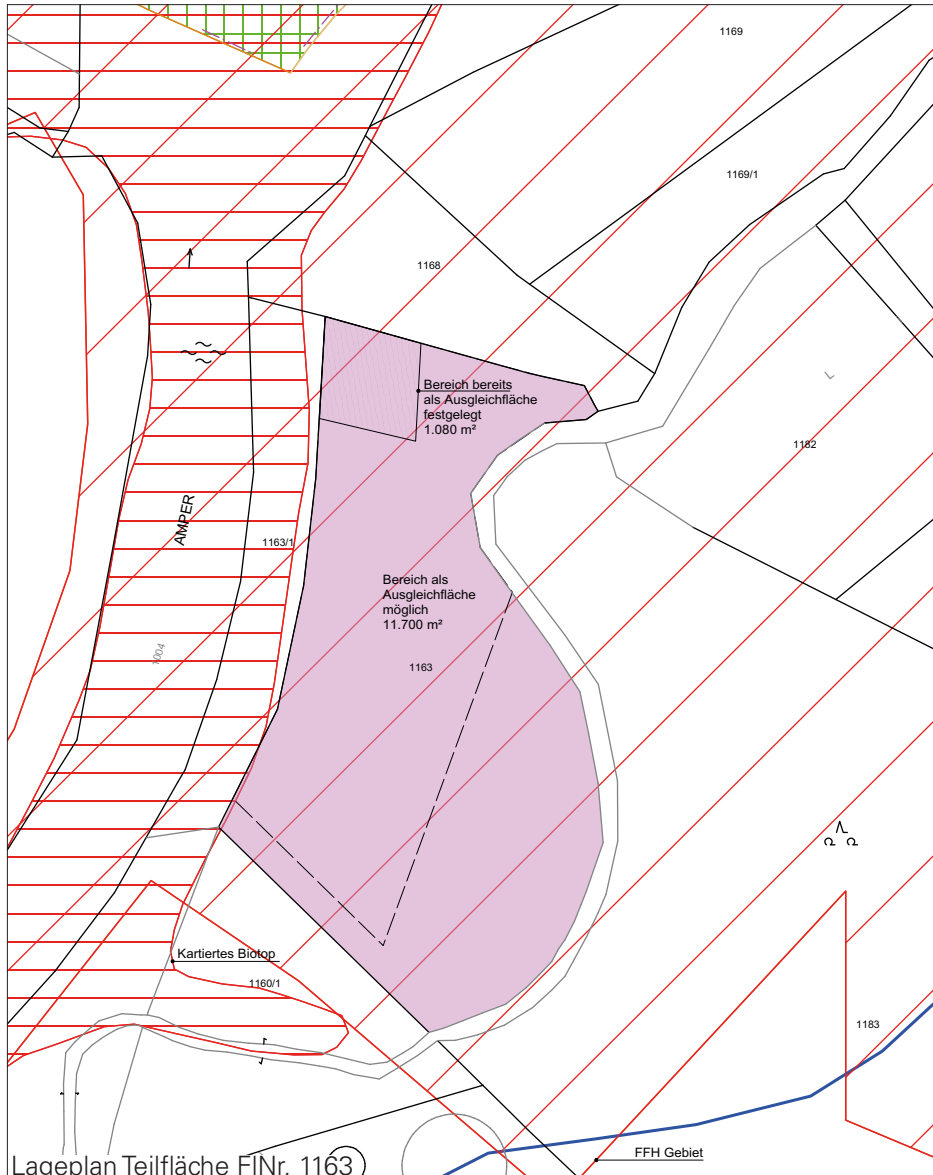 1169
1169/1
1168
Bereich bereits
als Ausgleichfläche
festgelegt
1.080 m²
L
1182
AMPER
1163/1
Bereich als
Ausgleichfläche
möglich
11.700 m²
1163
1004
Kartiertes Biotop
1160/1
1183
FFH Gebiet
Lageplan Teilfläche FlNr. 1163